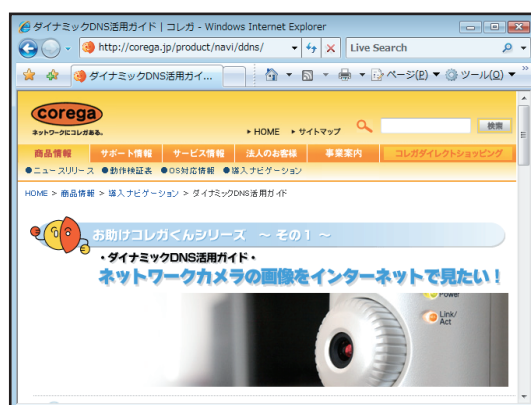 ダイナミックDNS活用ガイド | コレガ - Windows Internet Explorer
http://corega.jp/product/navi/ddns/
Live Search
ダイナミックDNS活用ガイ...
ページ(P) ツール(O)
corega
ネットワークにコレがある。
HOME サイトマップ
検索
商品情報 サポート情報 サービス情報 法人のお客様 事業案内 コレガダイレクトショッピング
●ニュースリリース ●動作検証表 ●OS対応情報 ●導入ナビゲーション
HOME > 商品情報 > 導入ナビゲーション > ダイナミックDNS活用ガイド
お助けコレガくんシリーズ ～ その1 ～
・ダイナミックDNS活用ガイド・
ネットワークカメラの画像をインターネットで見たい！
Power
Link/
Act